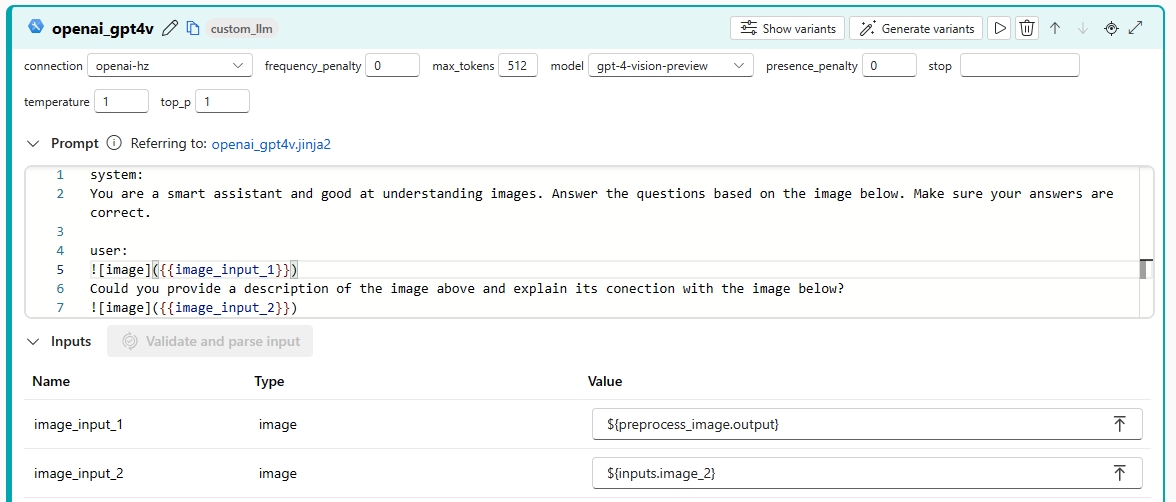 openai_gpt4v custom_llm Show variants Generate variants
connection openai-hz frequency_penalty 0 max_tokens 512 model gpt-4-vision-preview presence_penalty 0 stop
temperature 1 top_p 1
Prompt Referring to: openai_gpt4v.jinja2
1 system:
2 You are a smart assistant and good at understanding images. Answer the questions based on the image below. Make sure your answers are
correct.
3
4 user:
5 ![image]({{image_input_1}})
6 Could you provide a description of the image above and explain its conection with the image below?
7 ![image]({{image_input_2}})
Inputs Validate and parse input
Name Type Value
image_input_1 image ${preprocess_image.output}
image_input_2 image ${inputs.image_2}